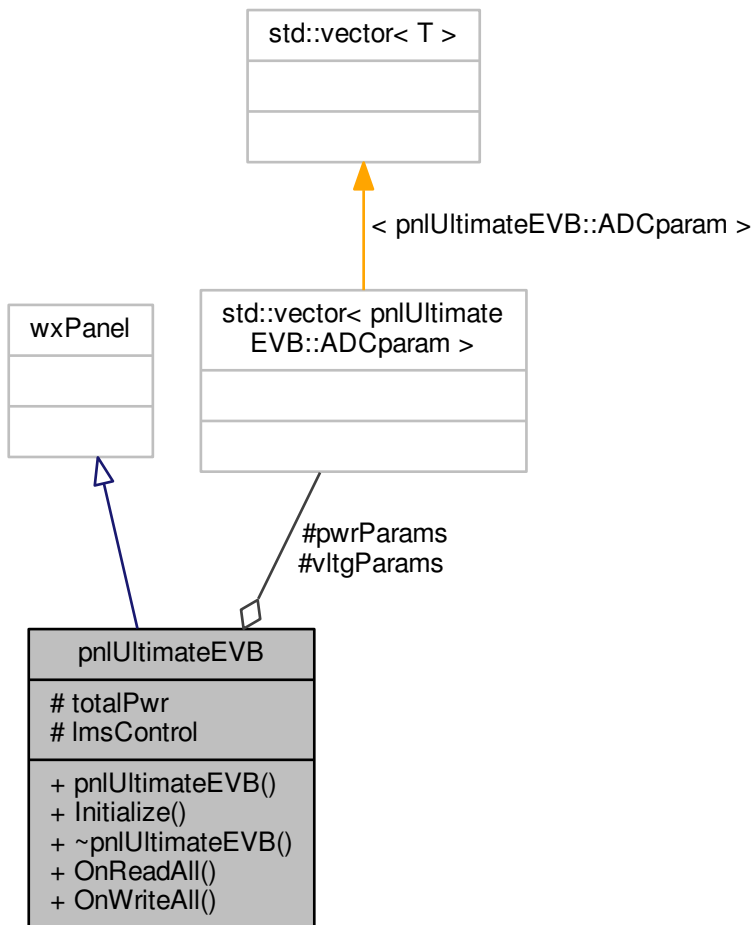 std::vector< T >
< pnlUltimateEVB::ADCparam >
wxPanel
std::vector< pnlUltimate
EVB::ADCparam >
#pwrParams
#vltgParams
pnlUltimateEVB
# totalPwr
# lmsControl
+ pnlUltimateEVB()
+ Initialize()
+ ~pnlUltimateEVB()
+ OnReadAll()
+ OnWriteAll()